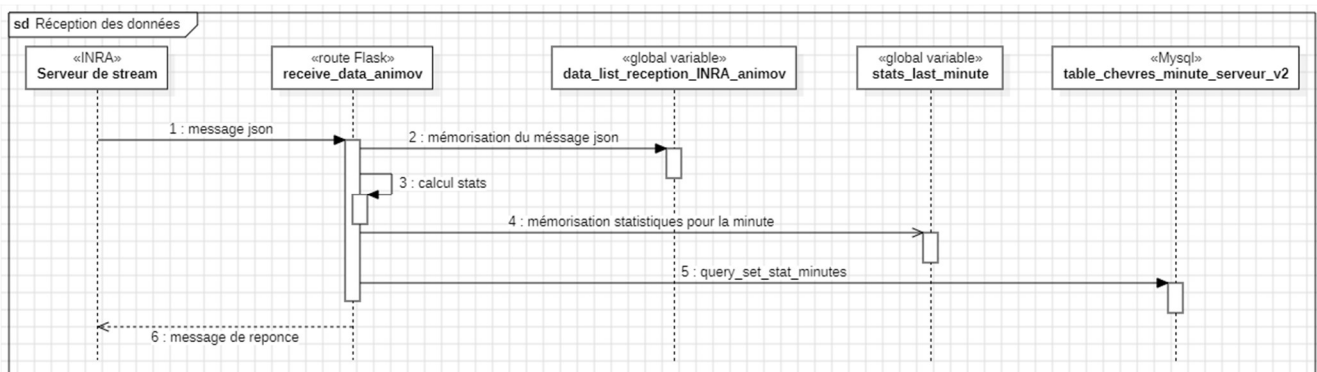 sd Réception des données
«INRA»
Serveur de stream
«route Flask»
receive_data_animov
«global variable»
data_list_reception_INRA_animov
«global variable»
stats_last_minute
«Mysql»
table_chevres_minute_serveur_v2
1 : message json
2 : mémorisation du méssage json
3 : calcul stats
4 : mémorisation statistiques pour la minute
5 : query_set_stat_minutes
6 : message de reponce